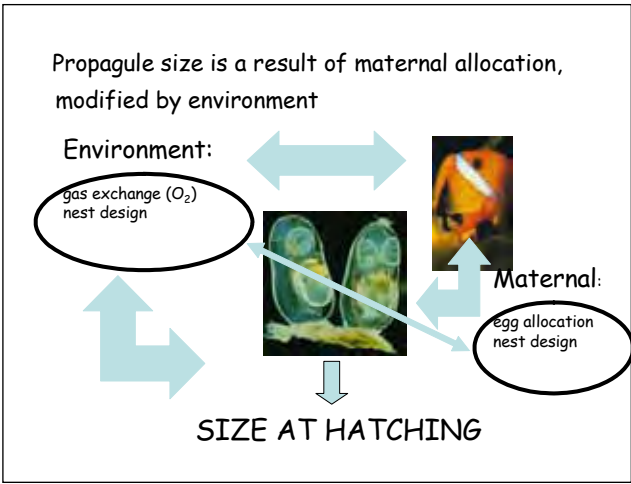 Propagule size is a result of maternal allocation,
modified by environment
Environment:
gas exchange (O₂)
nest design
Maternal:
egg allocation
nest design
SIZE AT HATCHING